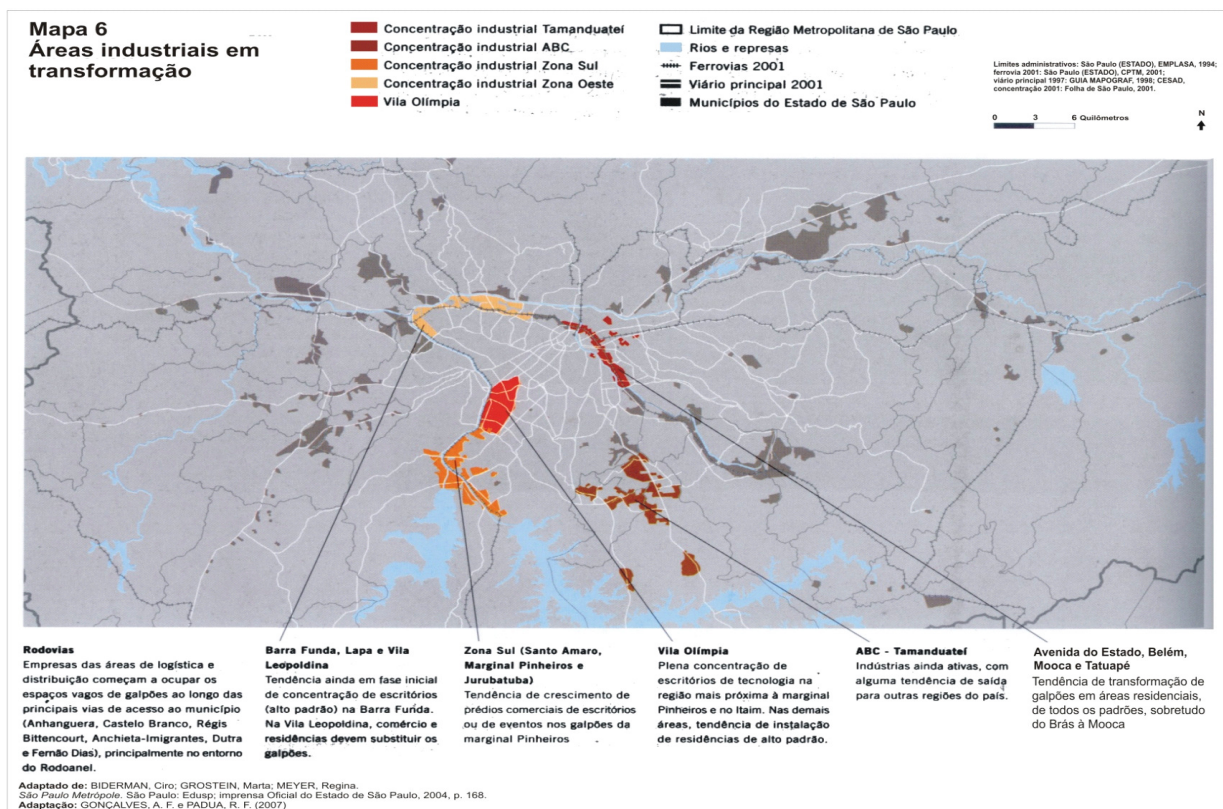 Mapa 6
Áreas industriais em
transformação
Concentração industrial Tamanduateí
Concentração industrial ABC
Concentração industrial Zona Sul
Concentração industrial Zona Oeste
Vila Olímpia
Limite da Região Metropolitana de São Paulo
Rios e represas
Ferrovias 2001
Viário principal 2001
Municípios do Estado de São Paulo
Limites administrativos: São Paulo (ESTADO), EMPLASA, 1994;
ferrovia 2001: São Paulo (ESTADO), CPTM, 2001;
viário principal 1997: GUIA MAPOGRAF, 1998; CESAD,
concentração 2001: Folha de São Paulo, 2001.
0 3 6 Quilômetros
N
Rodovias
Empresas das áreas de logística e
distribuição começam a ocupar os
espaços vagos de galpões ao longo das
principais vias de acesso ao município
(Anhanguera, Castelo Branco, Régis
Bittencourt, Anchieta-Imigrantes, Dutra
e Fernão Dias), principalmente no entorno
do Rodoanel.
Barra Funda, Lapa e Vila
Leopoldina
Tendência ainda em fase inicial
de concentração de escritórios
(alto padrão) na Barra Funda.
Na Vila Leopoldina, comércio e
residências devem substituir os
galpões.
Zona Sul (Santo Amaro,
Marginal Pinheiros e
Jurubatuba)
Tendência de crescimento de
prédios comerciais de escritórios
ou de eventos nos galpões da
marginal Pinheiros
Vila Olímpia
Plena concentração de
escritórios de tecnologia na
região mais próxima à marginal
Pinheiros e no Itaim. Nas demais
áreas, tendência de instalação
de residências de alto padrão.
ABC - Tamanduateí
Indústrias ainda ativas, com
alguma tendência de saída
para outras regiões do país.
Avenida do Estado, Belém,
Mooca e Tatuapé
Tendência de transformação de
galpões em áreas residenciais,
de todos os padrões, sobretudo
do Brás à Mooca
Adaptado de: BIDERMAN, Ciro; GROSTEIN, Marta; MEYER, Regina.
São Paulo Metrópole. São Paulo: Edusp; imprensa Oficial do Estado de São Paulo, 2004, p. 168.
Adaptação: GONÇALVES, A. F. e PADUA, R. F. (2007)